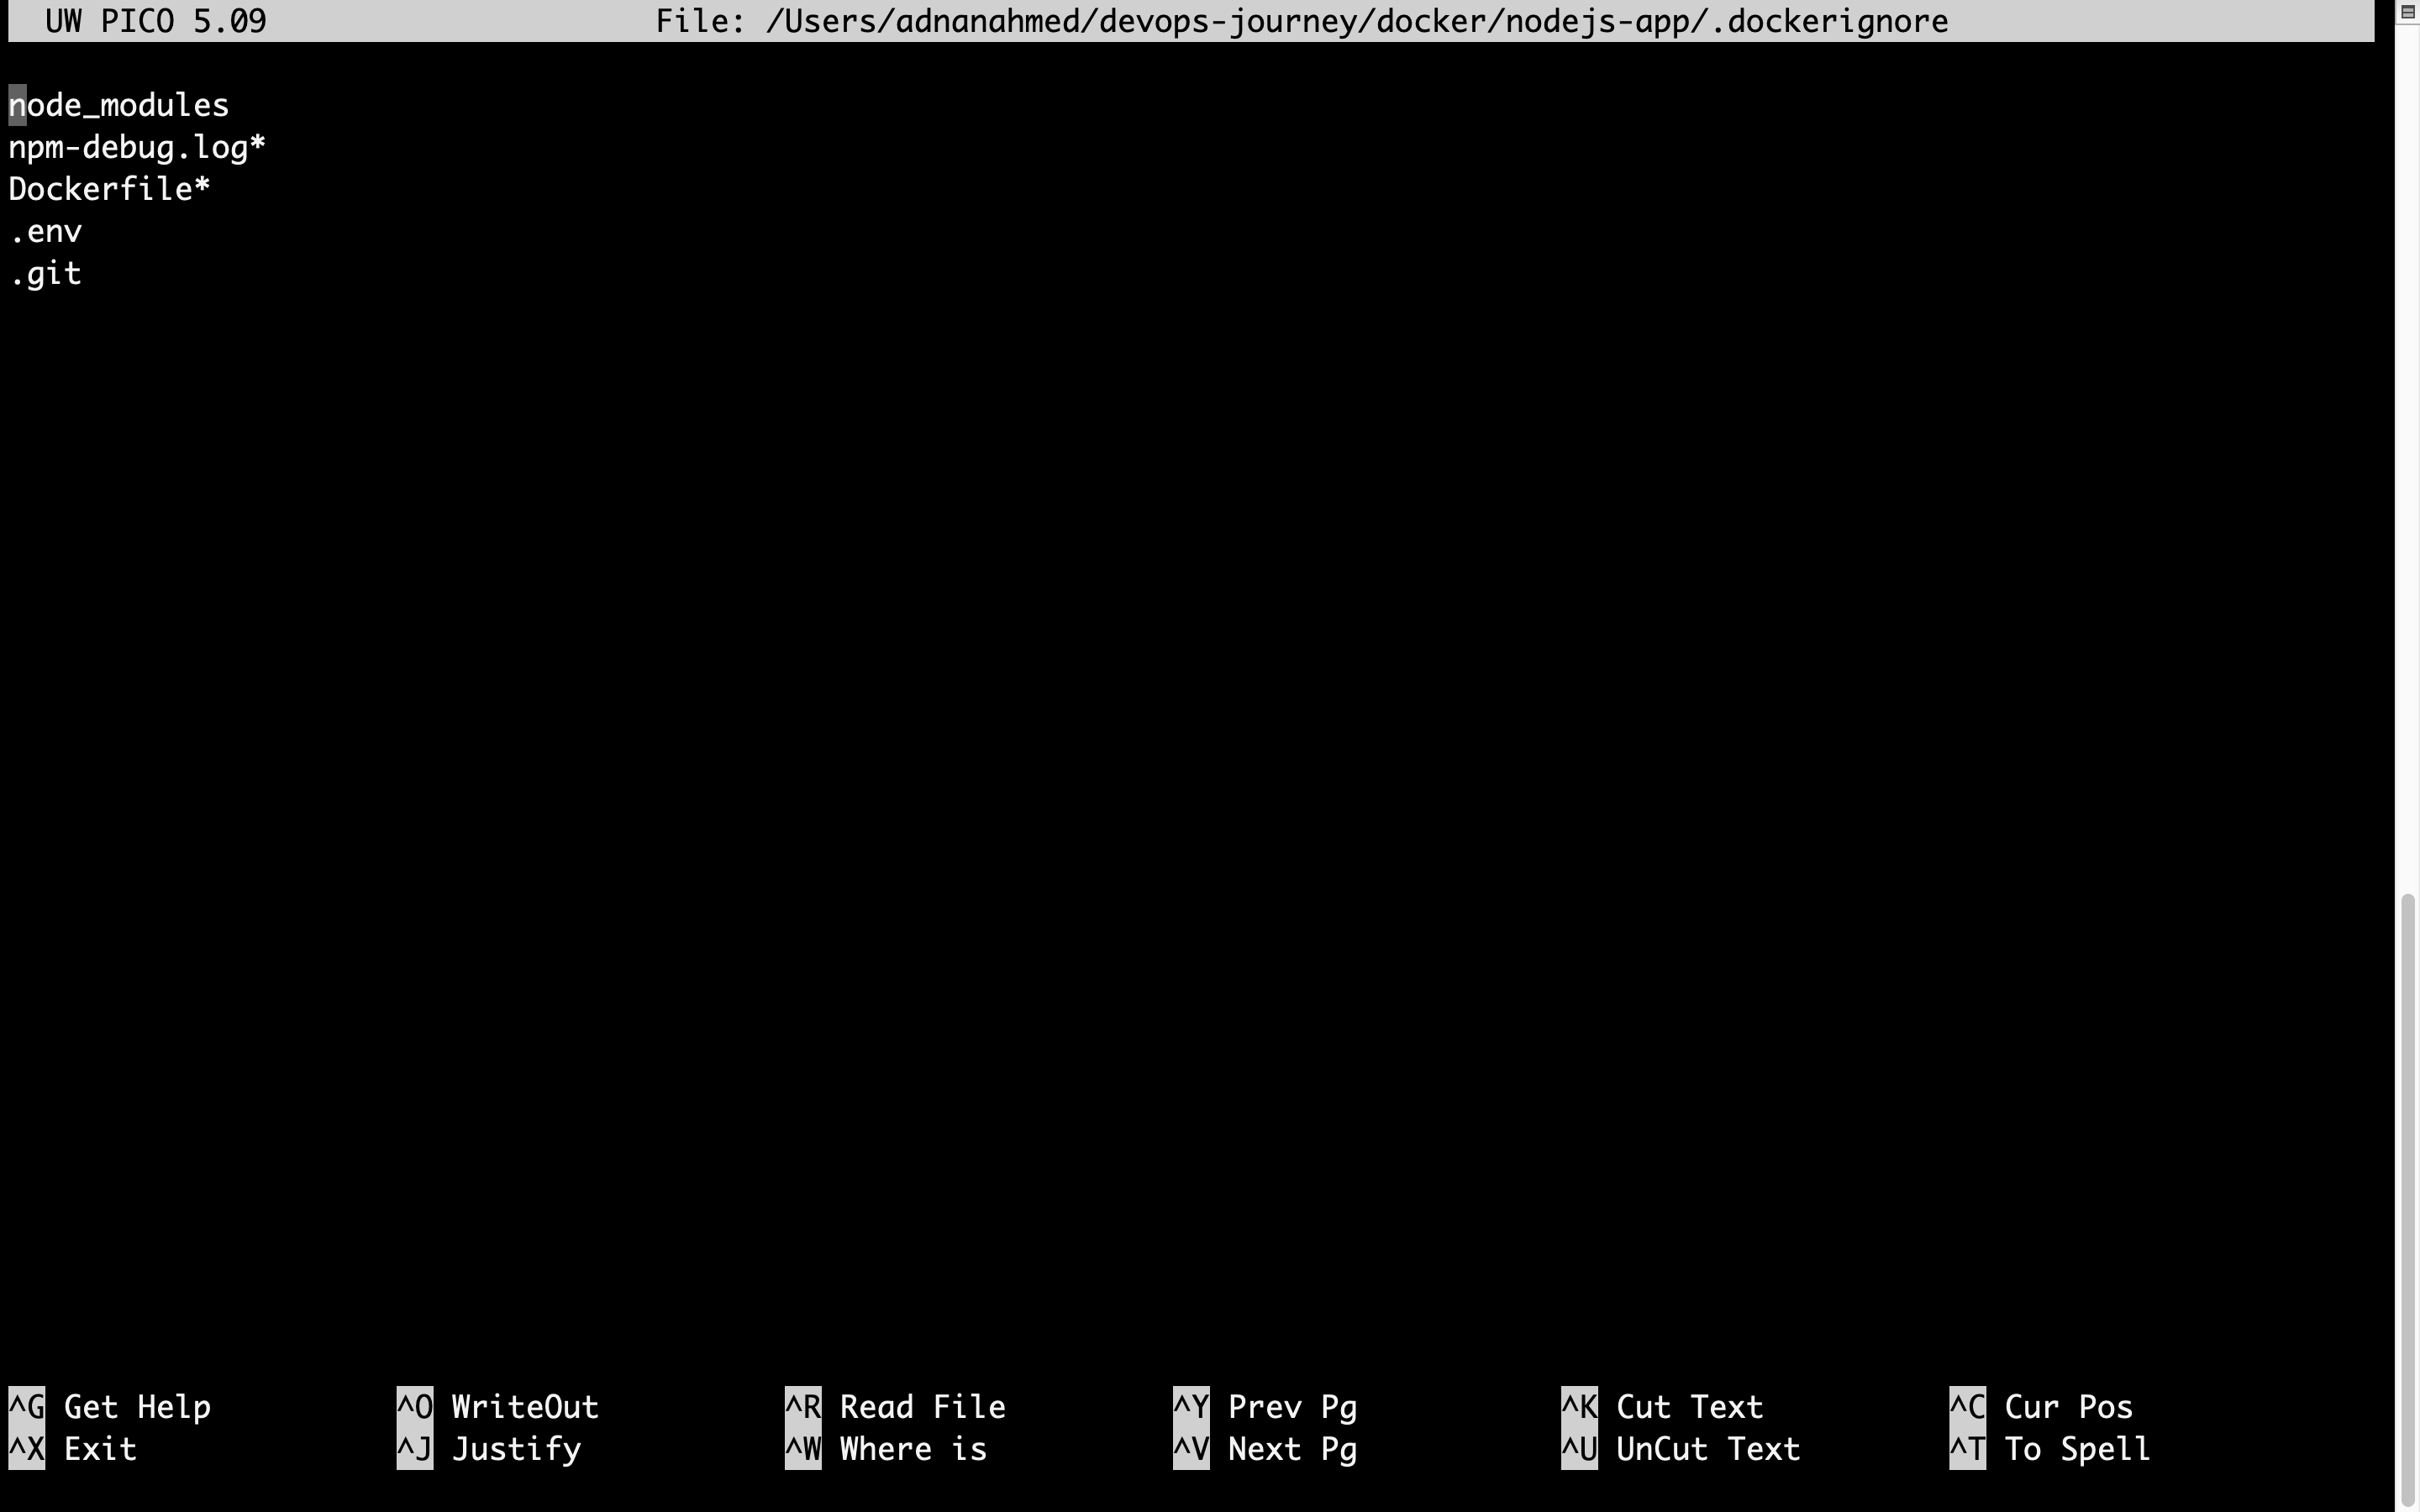 UW PICO 5.09 File: /Users/adnanahmed/devops-journey/docker/nodejs-app/.dockerignore
node_modules
npm-debug.log*
Dockerfile*
.env
.git
^G Get Help ^O WriteOut ^R Read File ^Y Prev Pg ^K Cut Text ^C Cur Pos
^X Exit ^J Justify ^W Where is ^V Next Pg ^U UnCut Text ^T To Spell